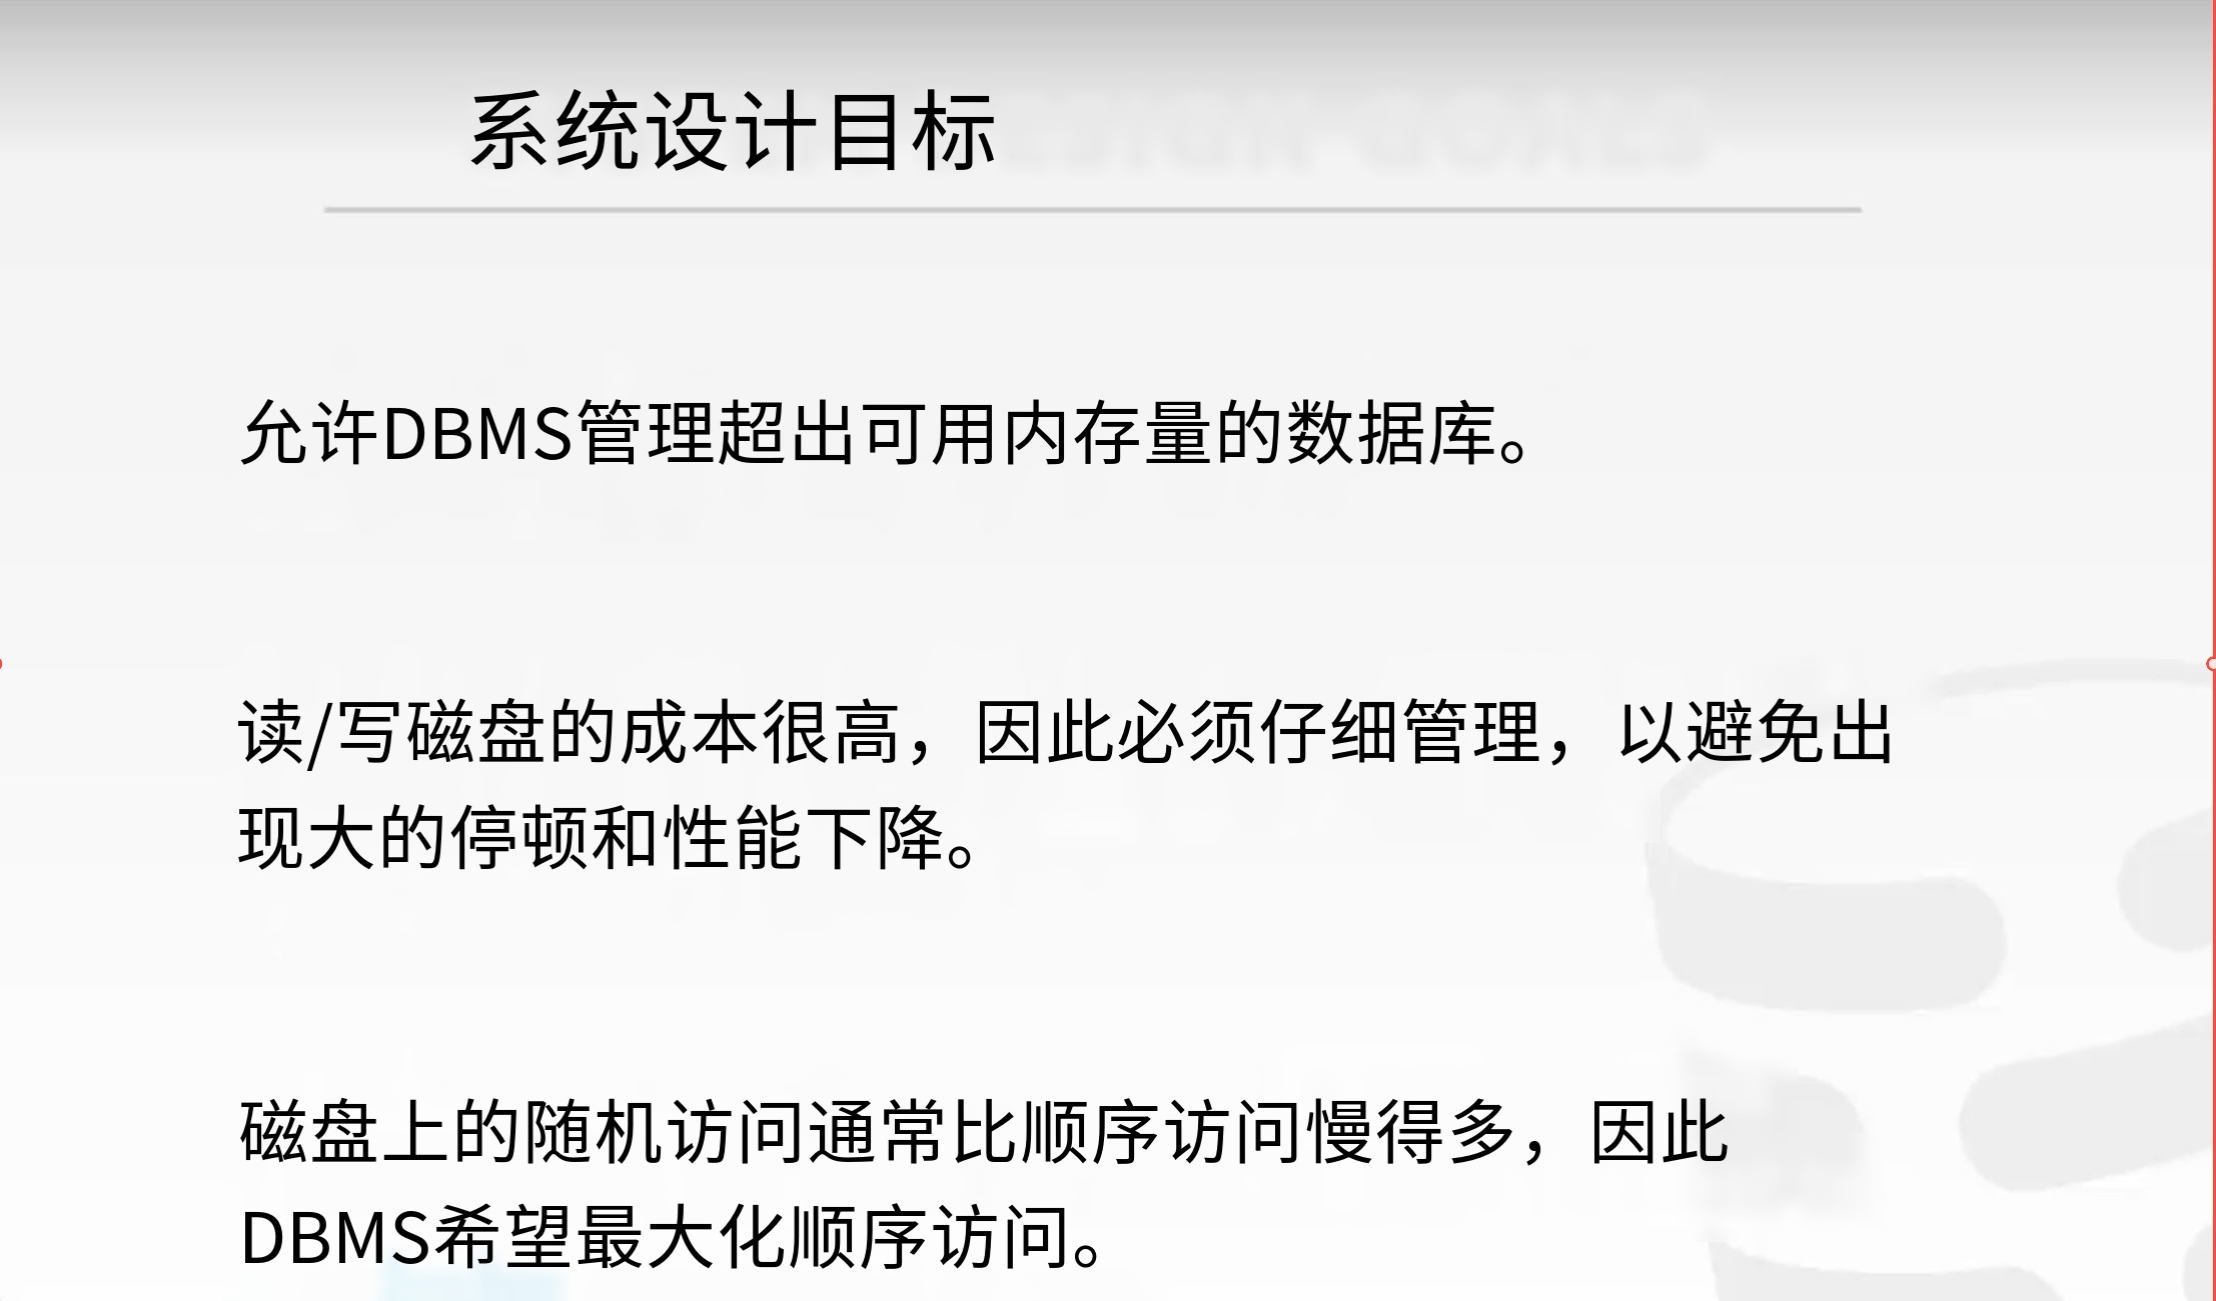 系统设计目标
允许DBMS管理超出可用内存量的数据库。
读/写磁盘的成本很高，因此必须仔细管理，以避免出
现大的停顿和性能下降。
磁盘上的随机访问通常比顺序访问慢得多，因此
DBMS希望最大化顺序访问。